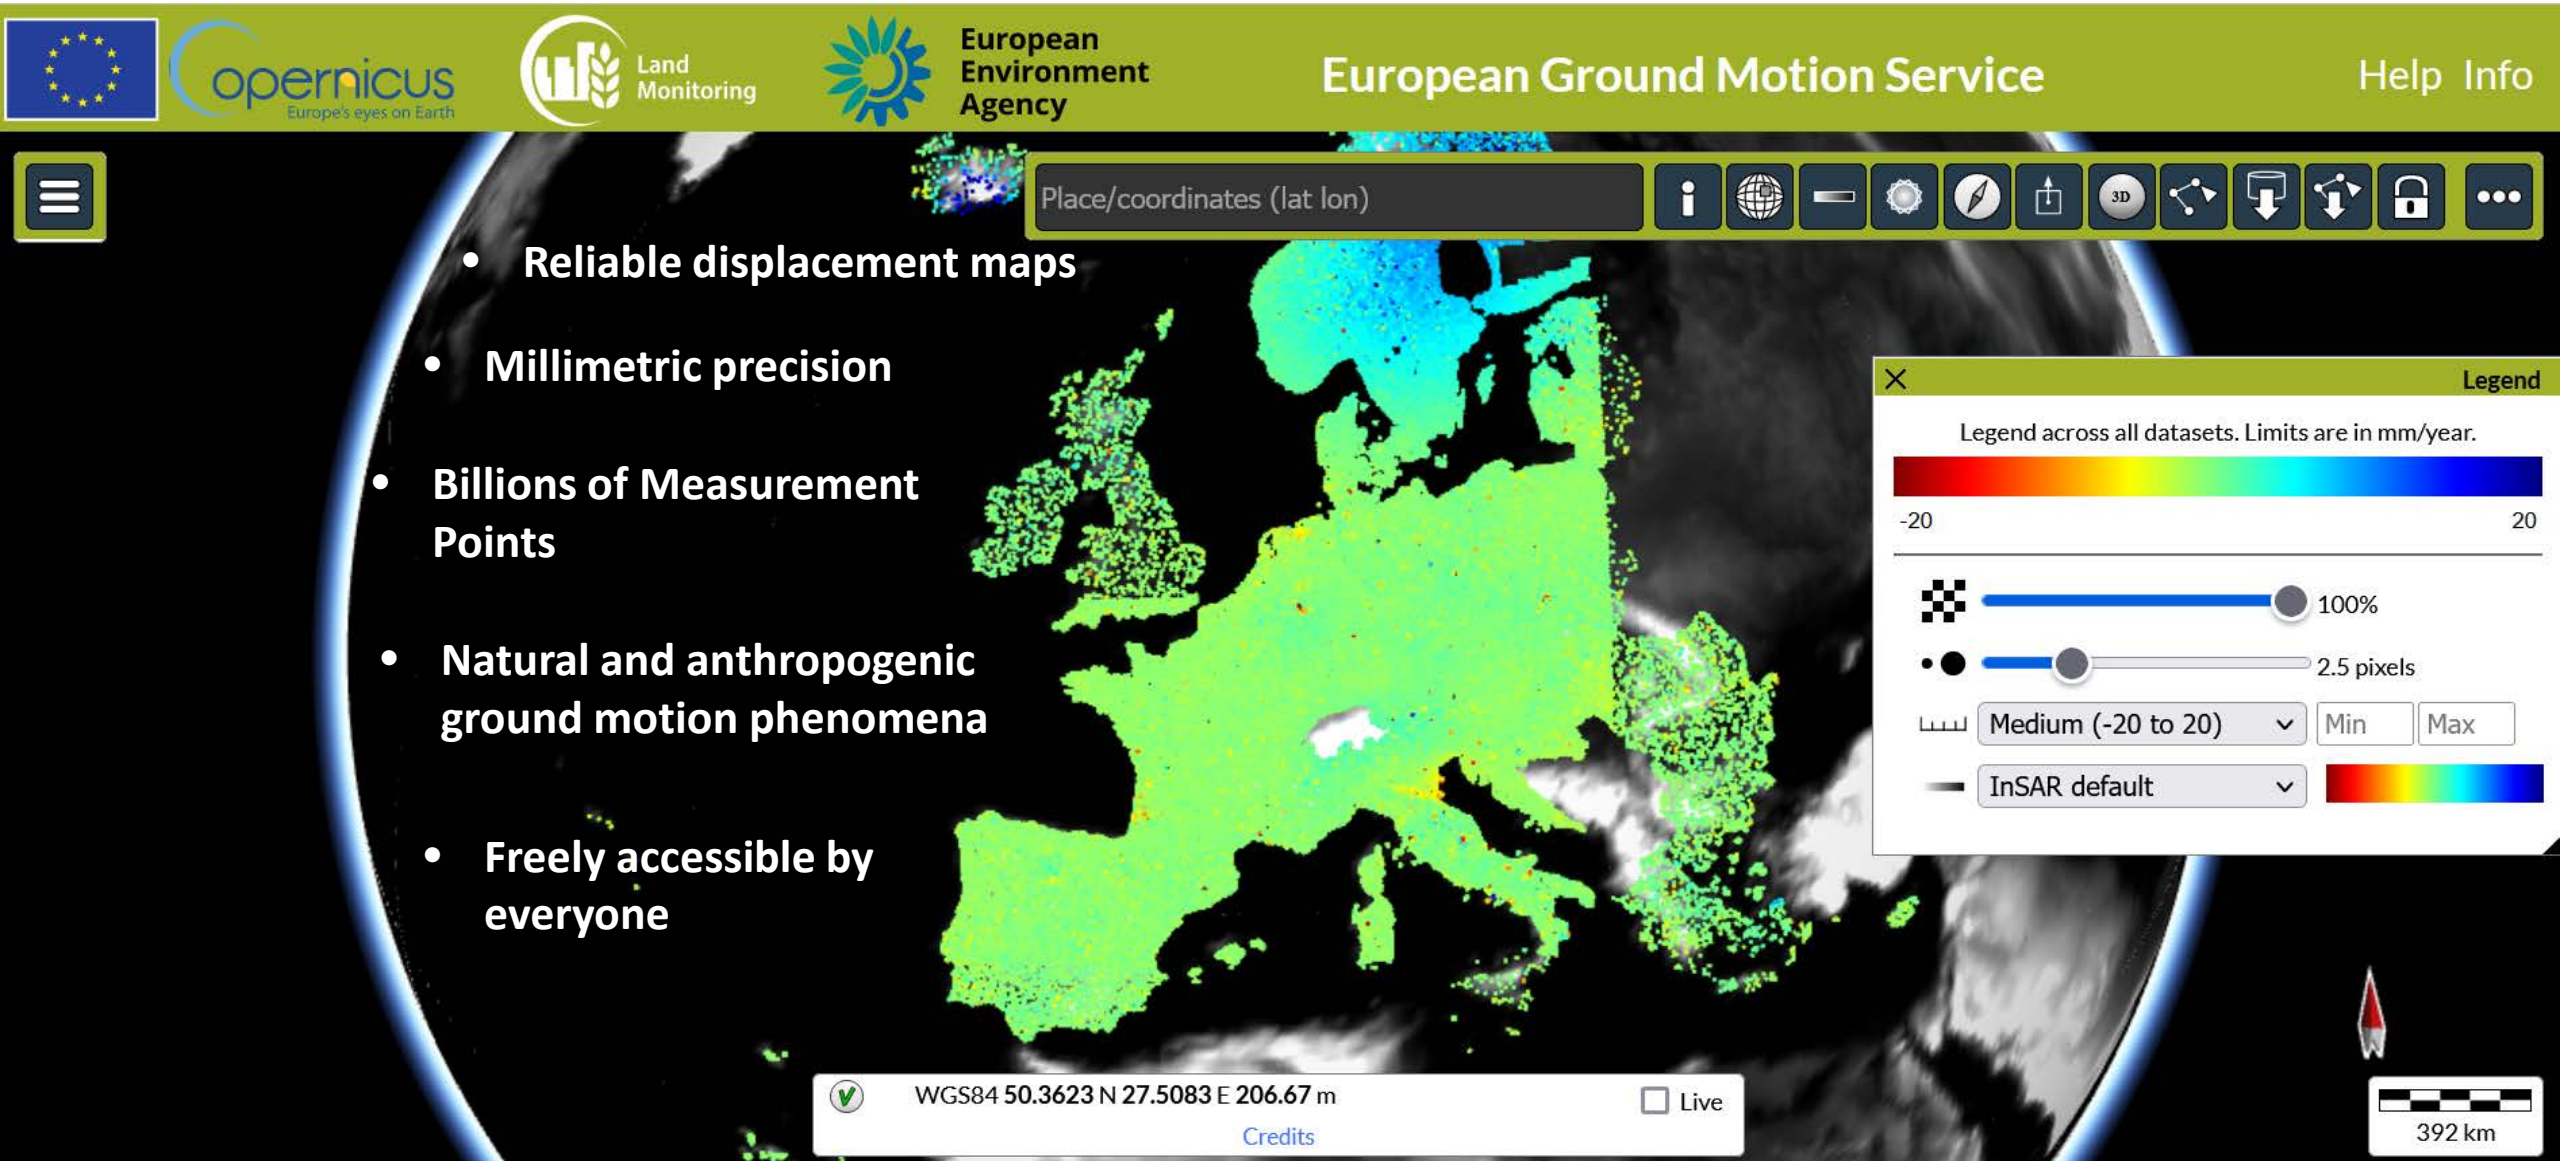 Copernicus
Europe's eyes on Earth
Land
Monitoring
European
Environment
Agency
European Ground Motion Service
Help Info
Place/coordinates (lat lon)
i
3D
• Reliable displacement maps
• Millimetric precision
• Billions of Measurement
Points
• Natural and anthropogenic
ground motion phenomena
• Freely accessible by
everyone
Legend
Legend across all datasets. Limits are in mm/year.
-20 20
100%
2.5 pixels
Medium (-20 to 20) Min Max
InSAR default
WGS84 50.3623 N 27.5083 E 206.67 m
Live
Credits
392 km